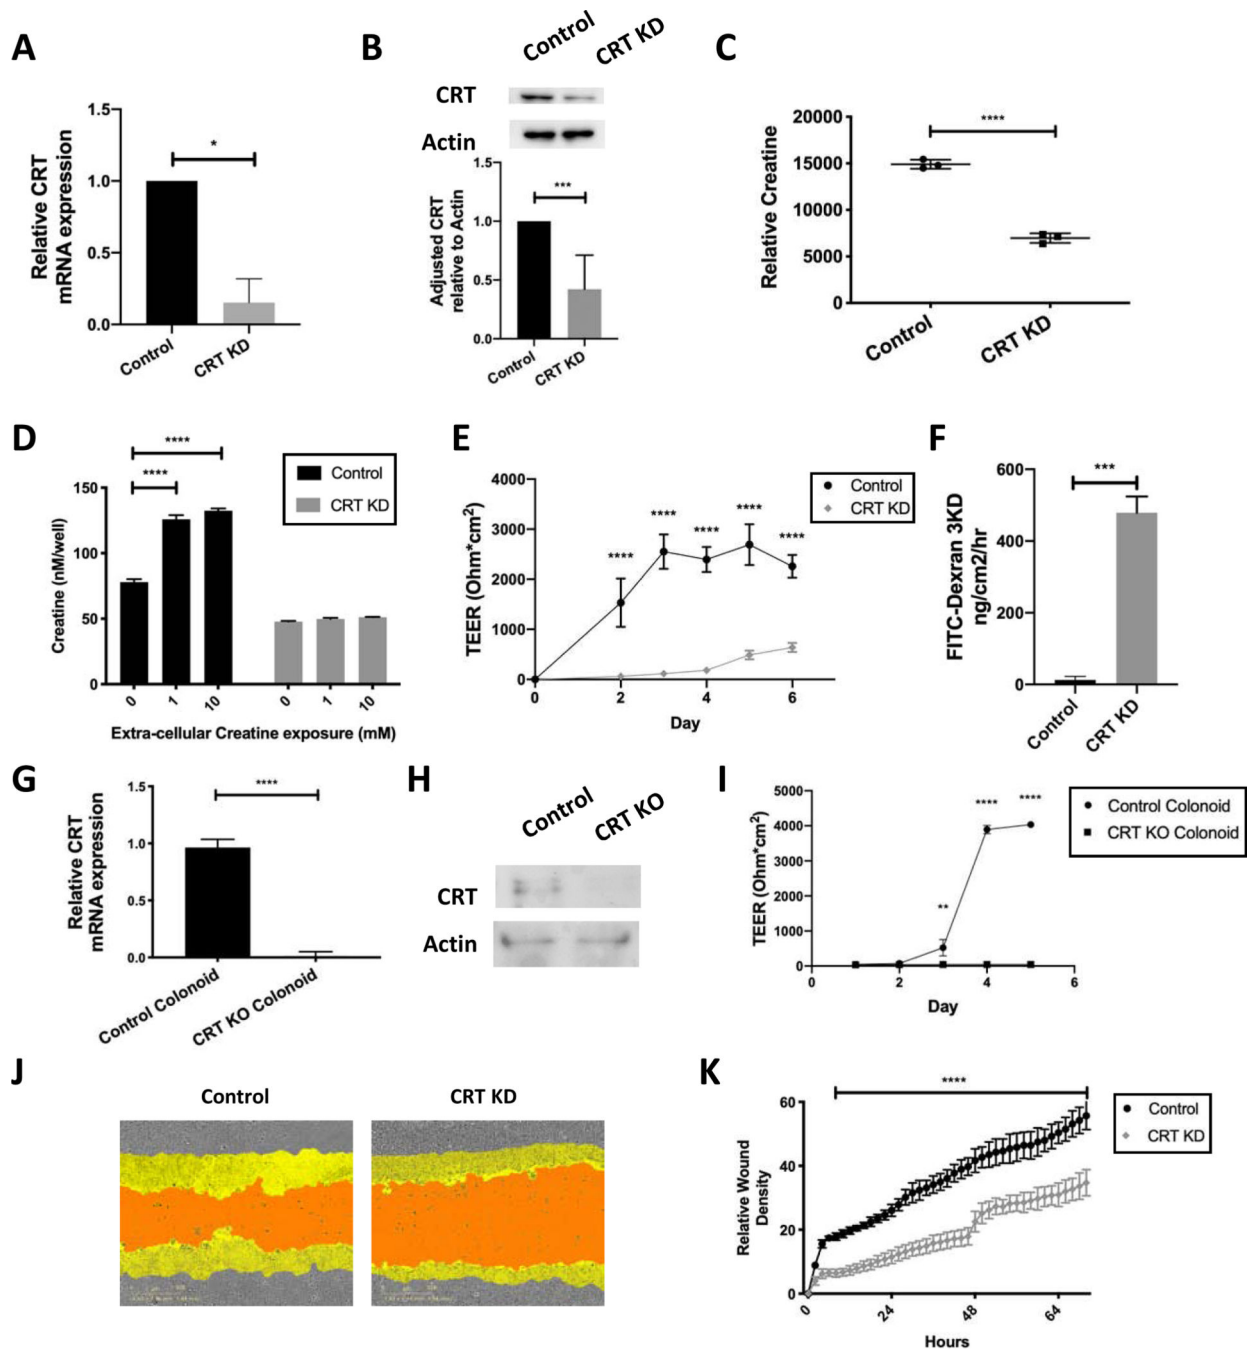 A
Relative CRT
mRNA expression
1.5
1.0
0.5
0.0
*
Control
CRT KD
B
Control
CRT KD
CRT
Actin
Adjusted CRT
relative to Actin
1.5
1.0
0.5
0.0
***
Control
CRT KD
C
Relative Creatine
20000
15000
10000
5000
0
****
Control
CRT KD
D
Creatine (nM/well)
150
100
50
0
****
****
Control
CRT KD
0
1
10
0
1
10
Extra-cellular Creatine exposure (mM)
E
TEER (Ohm*cm2)
4000
3000
2000
1000
0
****
****
****
****
****
Control
CRT KD
0
2
4
6
Day
F
FITC-Dexran 3KD
ng/cm2/hr
600
400
200
0
***
Control
CRT KD
G
Relative CRT
mRNA expression
1.5
1.0
0.5
0.0
****
Control Colonoid
CRT KO Colonoid
H
Control
CRT KO
CRT
Actin
I
TEER (Ohm*cm2)
5000
4000
3000
2000
1000
0
**
****
****
Control Colonoid
CRT KO Colonoid
0
2
4
6
Day
J
Control
CRT KD
K
Relative Wound
Density
60
40
20
0
****
Control
CRT KD
0
24
48
64
Hours